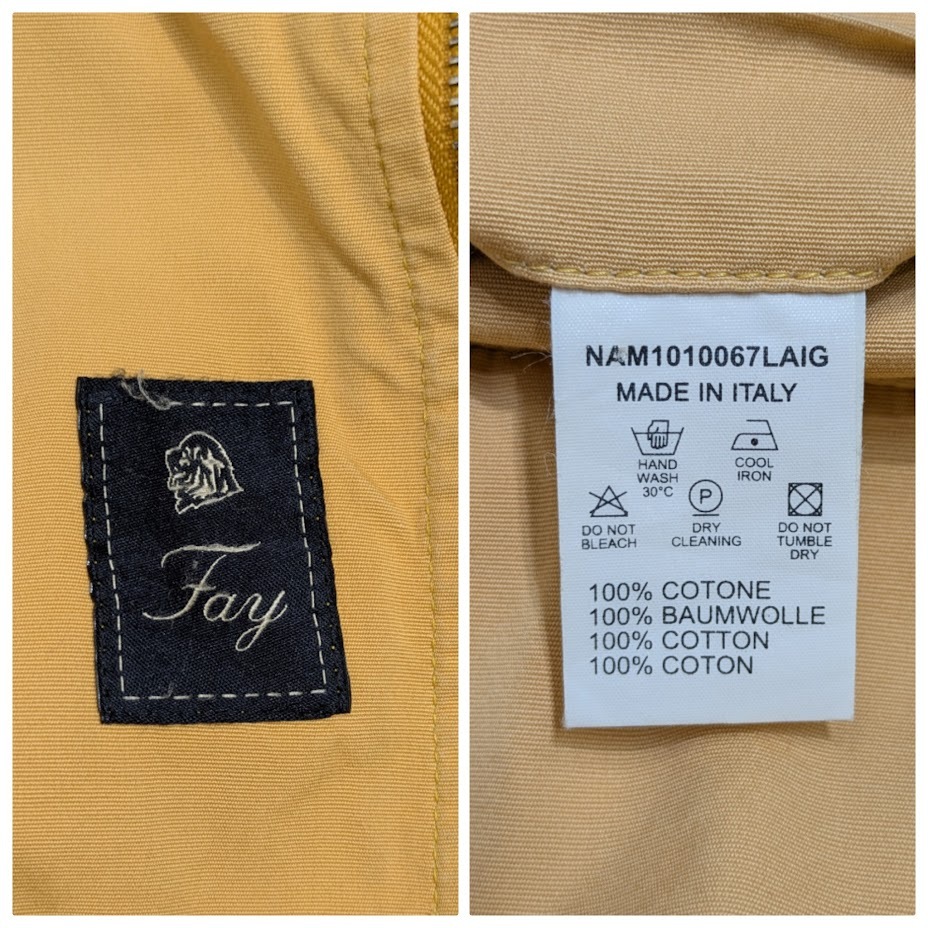 Fay
NAM1010067LAIG
MADE IN ITALY
HAND WASH 30°C
COOL IRON
DO NOT BLEACH
P
DRY CLEANING
DO NOT TUMBLE DRY
100% COTONE
100% BAUMWOLLE
100% COTTON
100% COTON